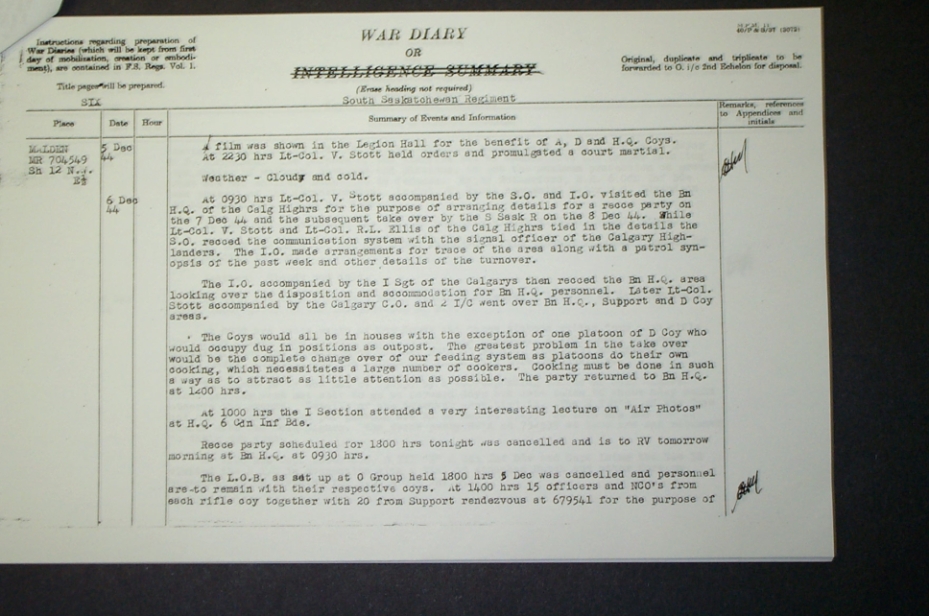 Instructions regarding preparation of
War Diaries (which will be kept from first
day of mobilisation, creation or embodi-
ment), are contained in F.S. Regs. Vol. 1.
Title pages will be prepared.
WAR DIARY
OR
INTELLIGENCE SUMMARY
(Erase heading not required)
Original, duplicate and triplicate to be
forwarded to O. i/c 2nd Echelon for disposal.
SIX
South Saskatchewan Regiment
Place
Date
Hour
Summary of Events and Information
Remarks, references
to Appendices and
initials
MALDEN
MR 704549
Sh 12 N.W.
5 Dec
44
A film was shown in the Legion Hall for the benefit of A, D and H.Q. Coys.
At 2230 hrs Lt-Col. V. Stott held orders and promulgated a court martial.
Weather - Cloudy and cold.
6 Dec
44
At 0930 hrs Lt-Col. V. Stott accompanied by the S.O. and I.O. visited the Bn
H.Q. of the Calg Highrs for the purpose of arranging details for a recce party on
the 7 Dec 44 and the subsequent take over by the S Sask R on the 8 Dec 44. While
Lt-Col. V. Stott and Lt-Col. R.L. Ellis of the Calg Highrs tied in the details the
S.O. recced the communication system with the signal officer of the Calgary High-
landers. The I.O. made arrangements for trace of the area along with a patrol syn-
opsis of the past week and other details of the turnover.
The I.O. accompanied by the I Sgt of the Calgarys then recced the Bn H.Q. area
looking over the disposition and accommodation for Bn H.Q. personnel. Later Lt-Col.
Stott accompanied by the Calgary C.O. and 2 I/C went over Bn H.Q., Support and D Coy
areas.
The Coys would all be in houses with the exception of one platoon of D Coy who
would occupy dug in positions as outpost. The greatest problem in the take over
would be the complete change over of our feeding system as platoons do their own
cooking, which necessitates a large number of cookers. Cooking must be done in such
a way as to attract as little attention as possible. The party returned to Bn H.Q.
at 1200 hrs.
At 1000 hrs the I Section attended a very interesting lecture on "Air Photos"
at H.Q. 6 Cdn Inf Bde.
Recce party scheduled for 1800 hrs tonight was cancelled and is to RV tomorrow
morning at Bn H.Q. at 0930 hrs.
The L.O.B. as set up at O Group held 1800 hrs 5 Dec was cancelled and personnel
are to remain with their respective coys. At 1400 hrs 15 officers and NCO's from
each rifle coy together with 20 from Support rendezvous at 679541 for the purpose of